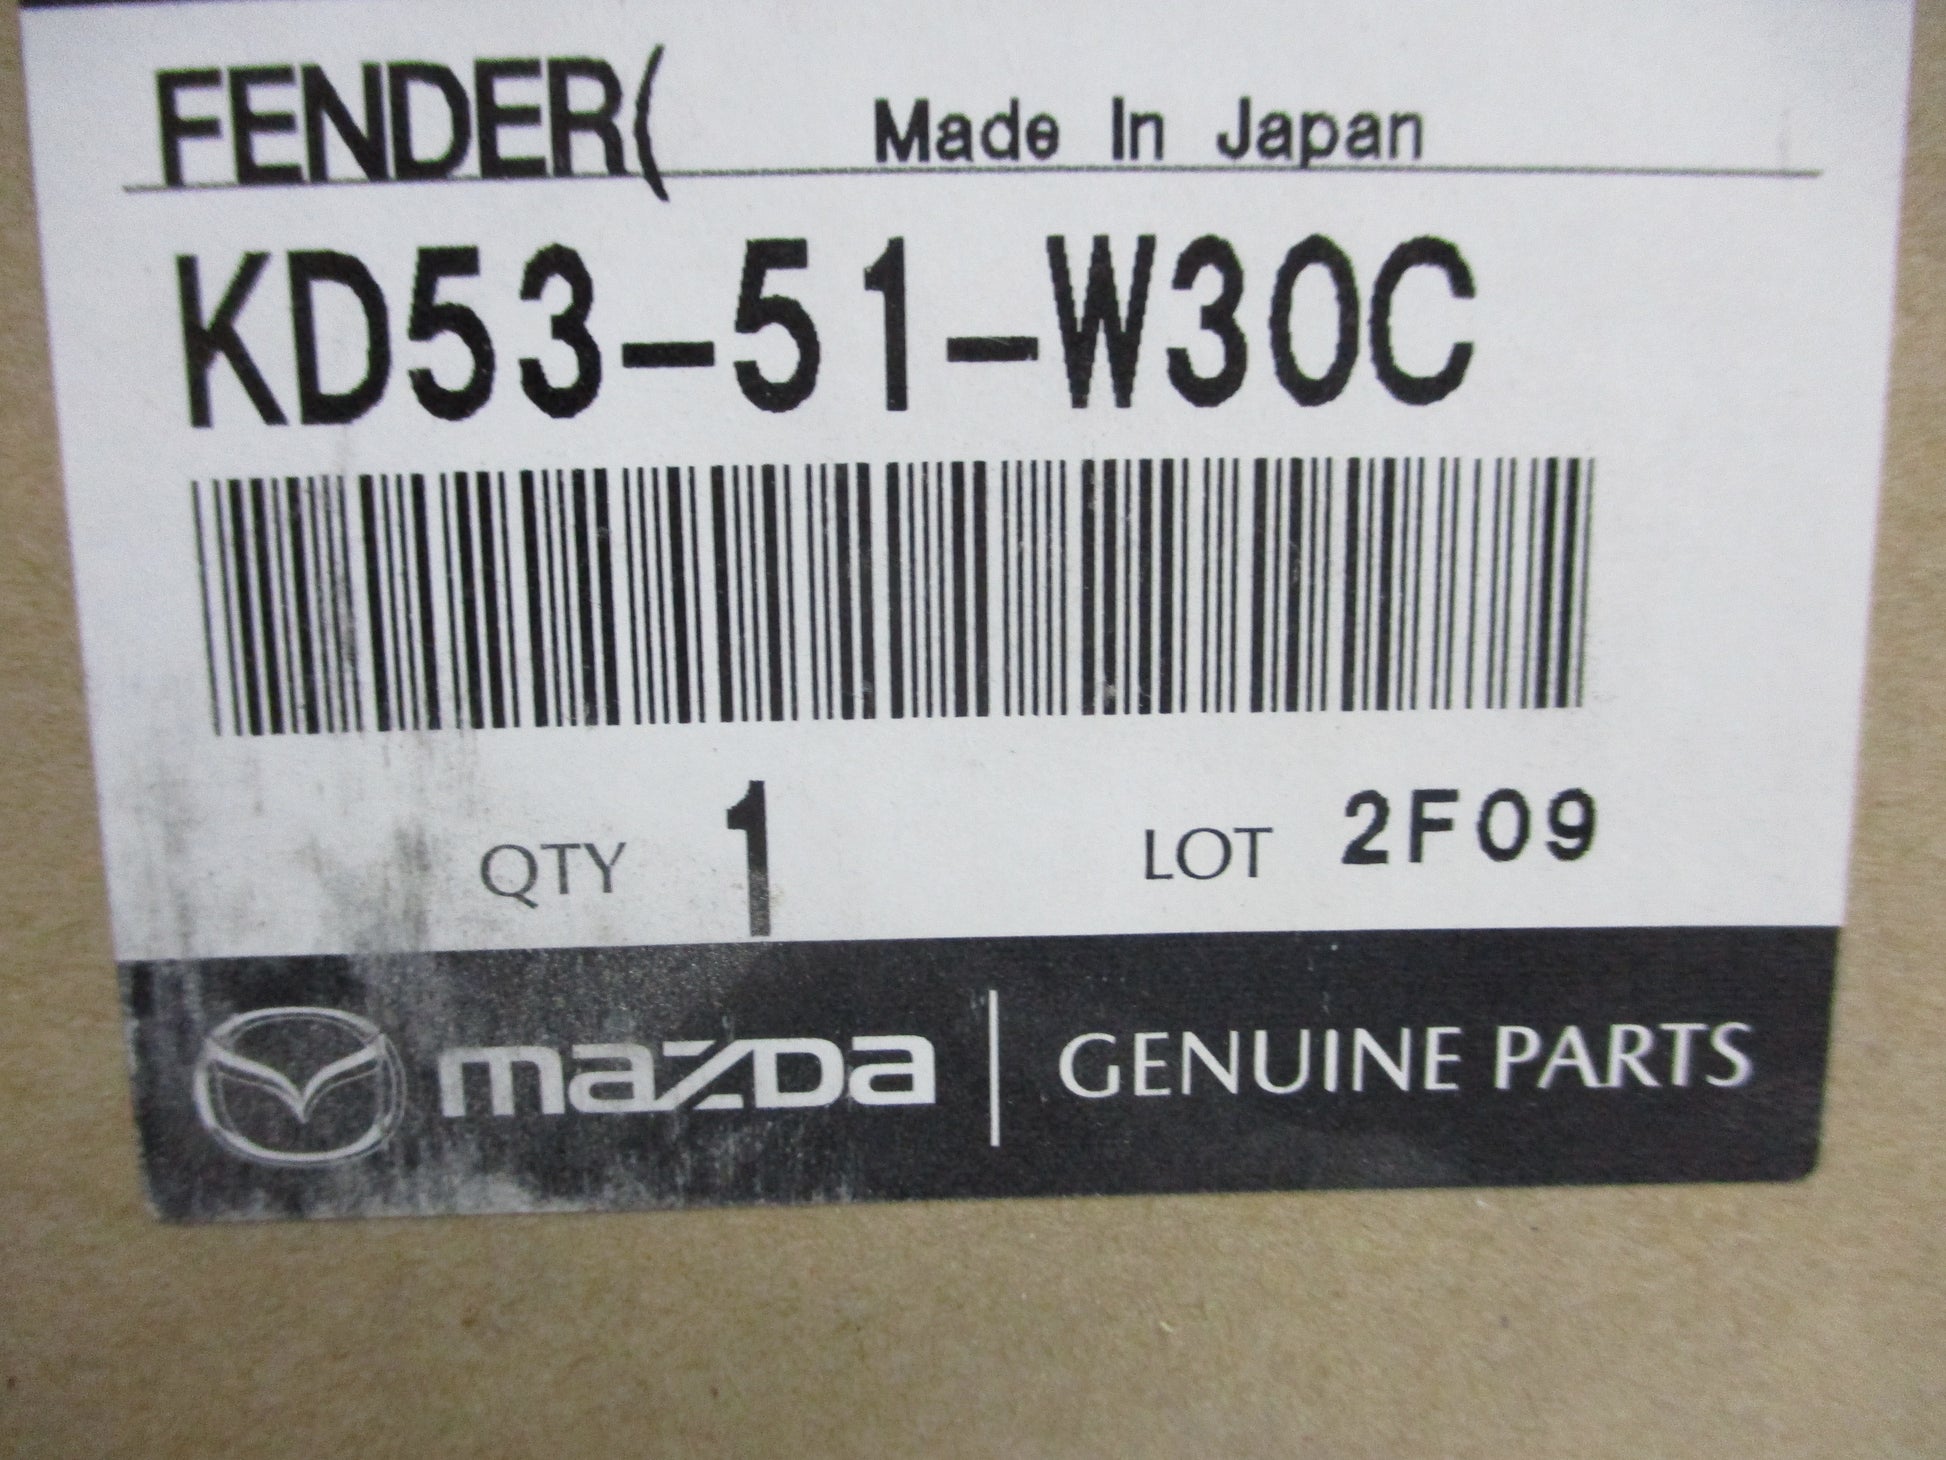 FENDER( Made In Japan
KD53-51-W30C
QTY 1 LOT 2F09
mazDa | GENUINE PARTS